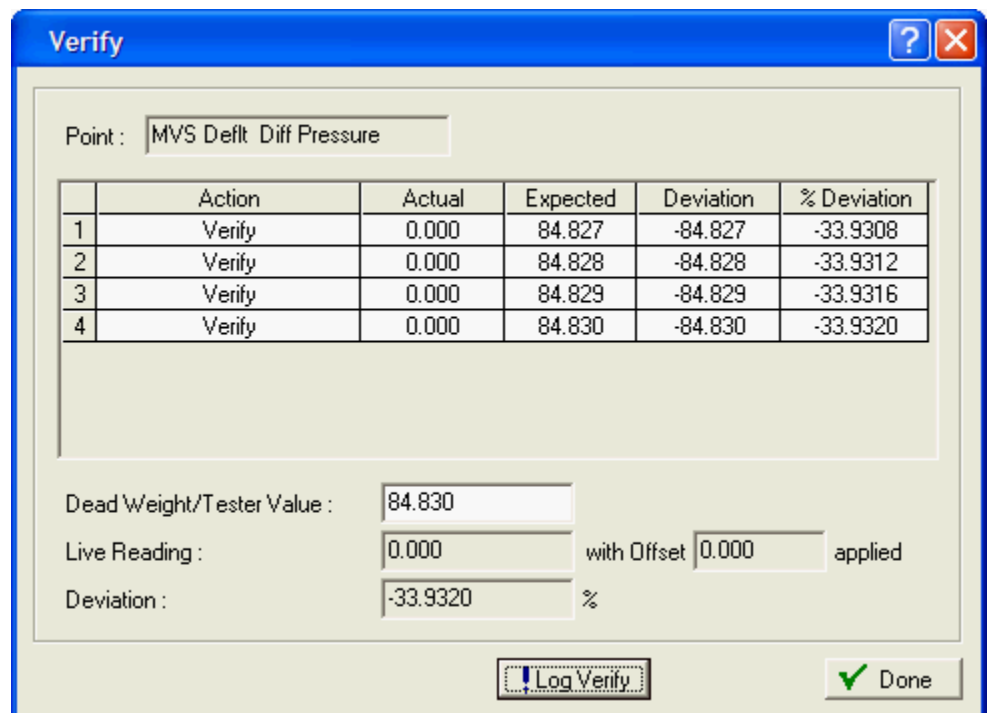 Verify
Point : MVS Deflt Diff Pressure
Action Actual Expected Deviation % Deviation
1 Verify 0.000 84.827 -84.827 -33.9308
2 Verify 0.000 84.828 -84.828 -33.9312
3 Verify 0.000 84.829 -84.829 -33.9316
4 Verify 0.000 84.830 -84.830 -33.9320
Dead Weight/Tester Value : 84.830
Live Reading : 0.000 with Offset 0.000 applied
Deviation : -33.9320 %
Log Verify Done